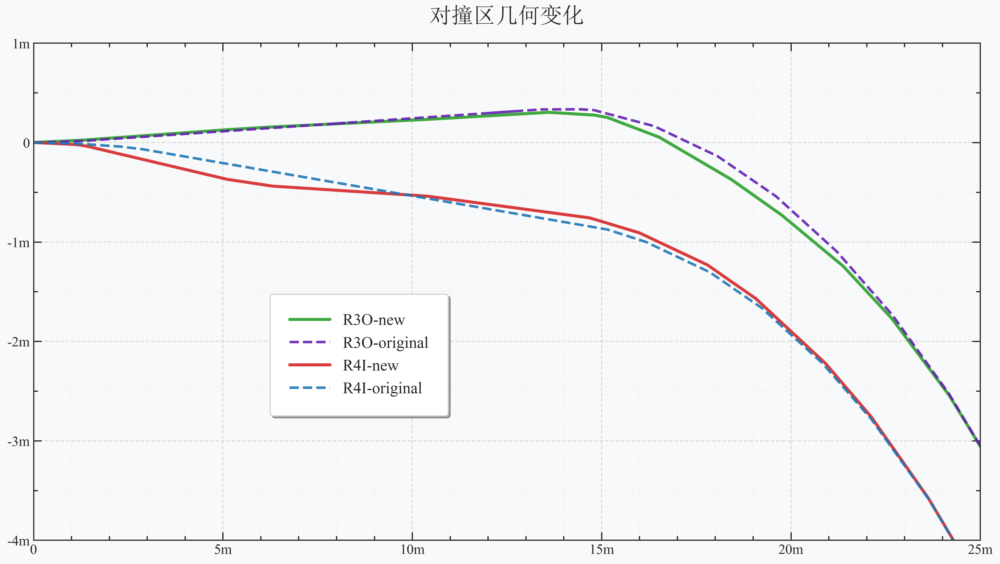 对撞区几何变化
1m
0
-1m
-2m
-3m
-4m
R3O-new
R3O-original
R4I-new
R4I-original
0 5m 10m 15m 20m 25m